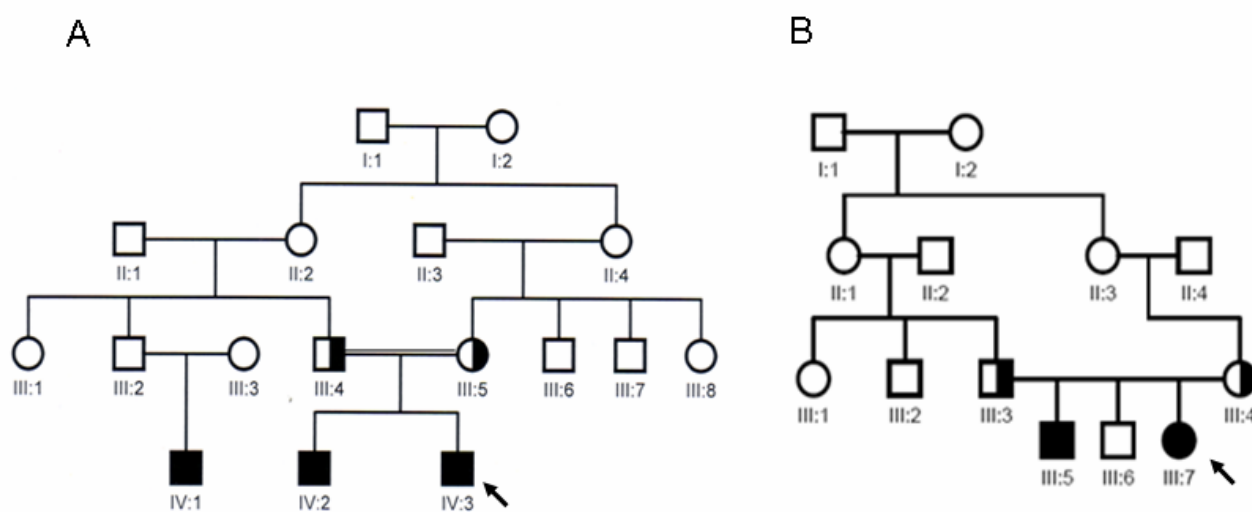 A
I:1 I:2
II:1 II:2 II:3 II:4
III:1 III:2 III:3 III:4 III:5 III:6 III:7 III:8
IV:1 IV:2 IV:3
B
I:1 I:2
II:1 II:2 II:3 II:4
III:1 III:2 III:3 III:4
III:5 III:6 III:7